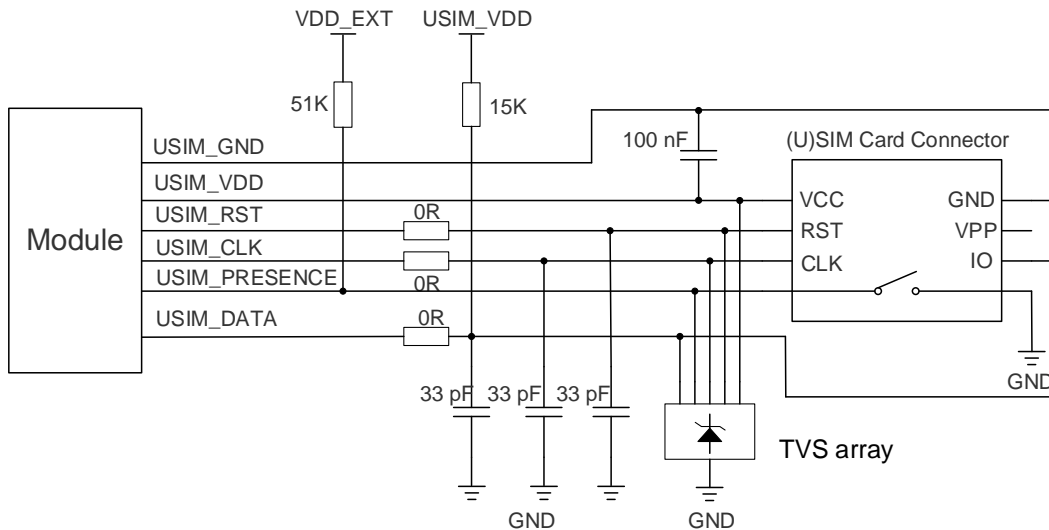 VDD_EXT USIM_VDD
51K 15K
100 nF (U)SIM Card Connector
USIM_GND
USIM_VDD VCC GND
USIM_RST 0R RST VPP
Module
USIM_CLK CLK IO
USIM_PRESENCE 0R
USIM_DATA 0R
GND
33 pF 33 pF 33 pF
TVS array
GND GND